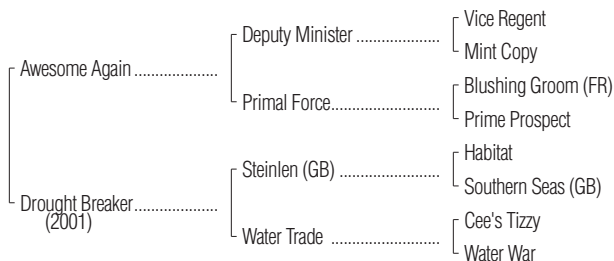 Vice Regent
Deputy Minister ....................
Mint Copy
Awesome Again ................
Blushing Groom (FR)
Primal Force........................
Prime Prospect
Habitat
Steinlen (GB) .......................
Southern Seas (GB)
Drought Breaker................
(2001)
Cee's Tizzy
Water Trade ........................
Water War